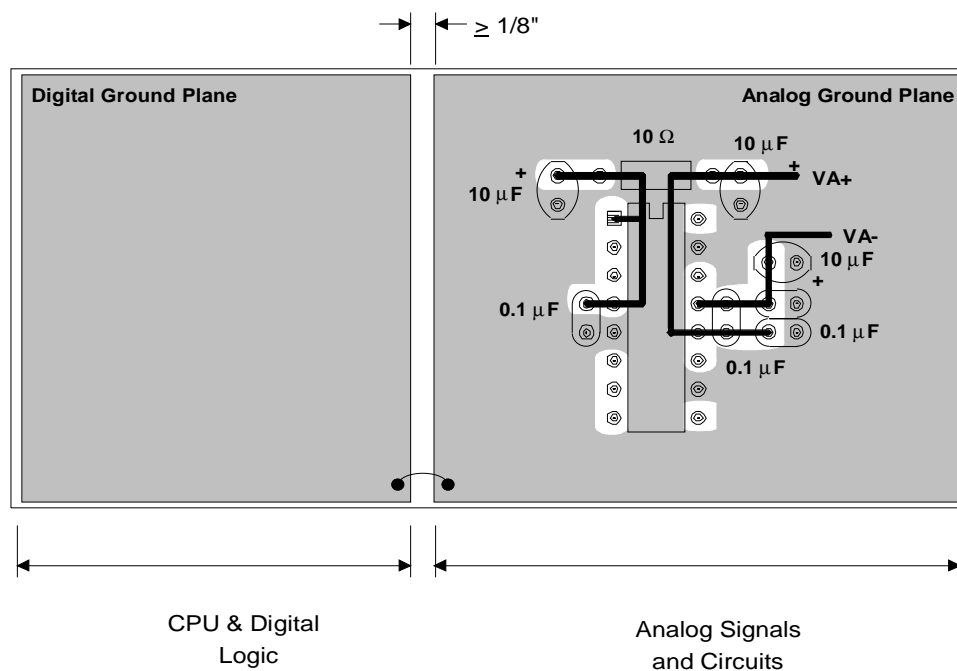 ≥ 1/8"
Digital Ground Plane
Analog Ground Plane
10 Ω
10 μF
+
VA+
+
10 μF
VA-
10 μF
+
0.1 μF
0.1 μF
0.1 μF
CPU & Digital
Logic
Analog Signals
and Circuits